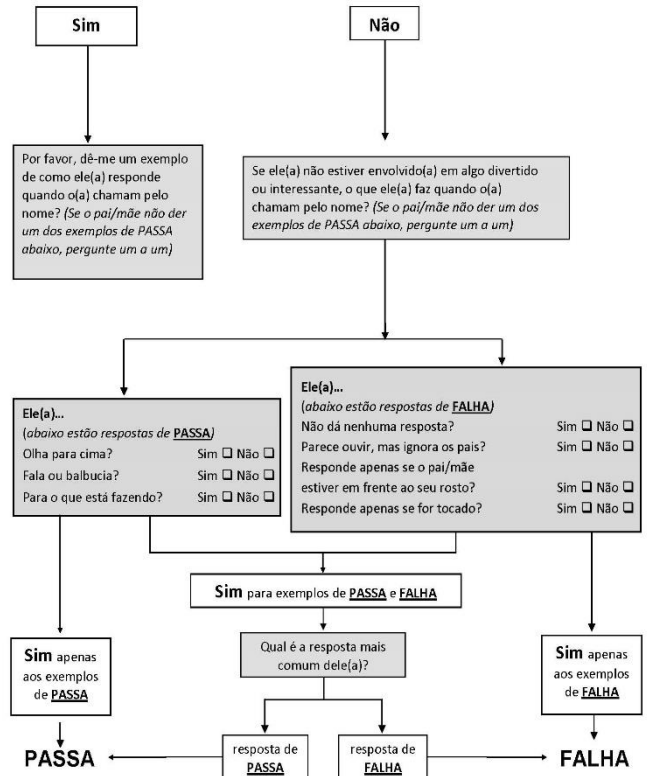 Sim
Não
Por favor, dê-me um exemplo
de como ele(a) responde
quando o(a) chamam pelo
nome? (Se o pai/mãe não der
um dos exemplos de PASSA
abaixo, pergunte um a um)
Se ele(a) não estiver envolvido(a) em algo divertido
ou interessante, o que ele(a) faz quando o(a)
chamam pelo nome? (Se o pai/mãe não der um dos
exemplos de PASSA abaixo, pergunte um a um)
Ele(a)...
(abaixo estão respostas de PASSA)
Olha para cima? Sim ❑ Não ❑
Fala ou balbucia? Sim ❑ Não ❑
Para o que está fazendo? Sim ❑ Não ❑
Ele(a)...
(abaixo estão respostas de FALHA)
Não dá nenhuma resposta? Sim ❑ Não ❑
Parece ouvir, mas ignora os pais? Sim ❑ Não ❑
Responde apenas se o pai/mãe
estiver em frente ao seu rosto? Sim ❑ Não ❑
Responde apenas se for tocado? Sim ❑ Não ❑
Sim para exemplos de PASSA e FALHA
Qual é a resposta mais
comum dele(a)?
Sim apenas
aos exemplos
de PASSA
Sim apenas
aos exemplos
de FALHA
PASSA
resposta de
PASSA
resposta de
FALHA
FALHA